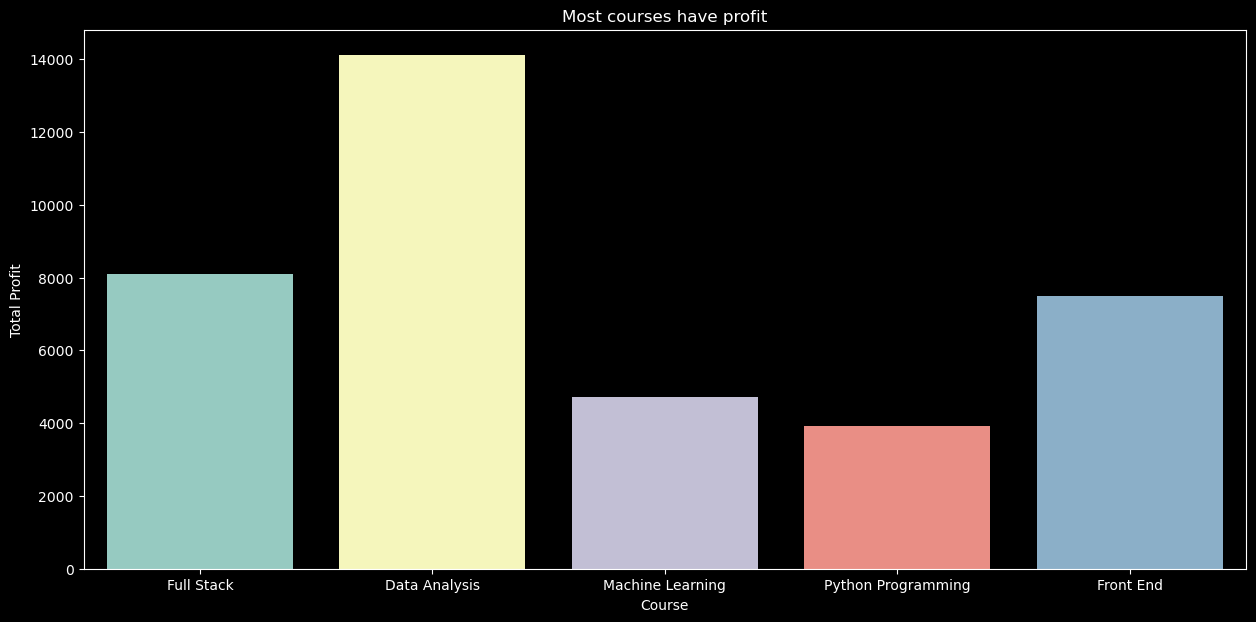 Most courses have profit
Total Profit
14000
12000
10000
8000
6000
4000
2000
0
Full Stack
Data Analysis
Machine Learning
Python Programming
Front End
Course